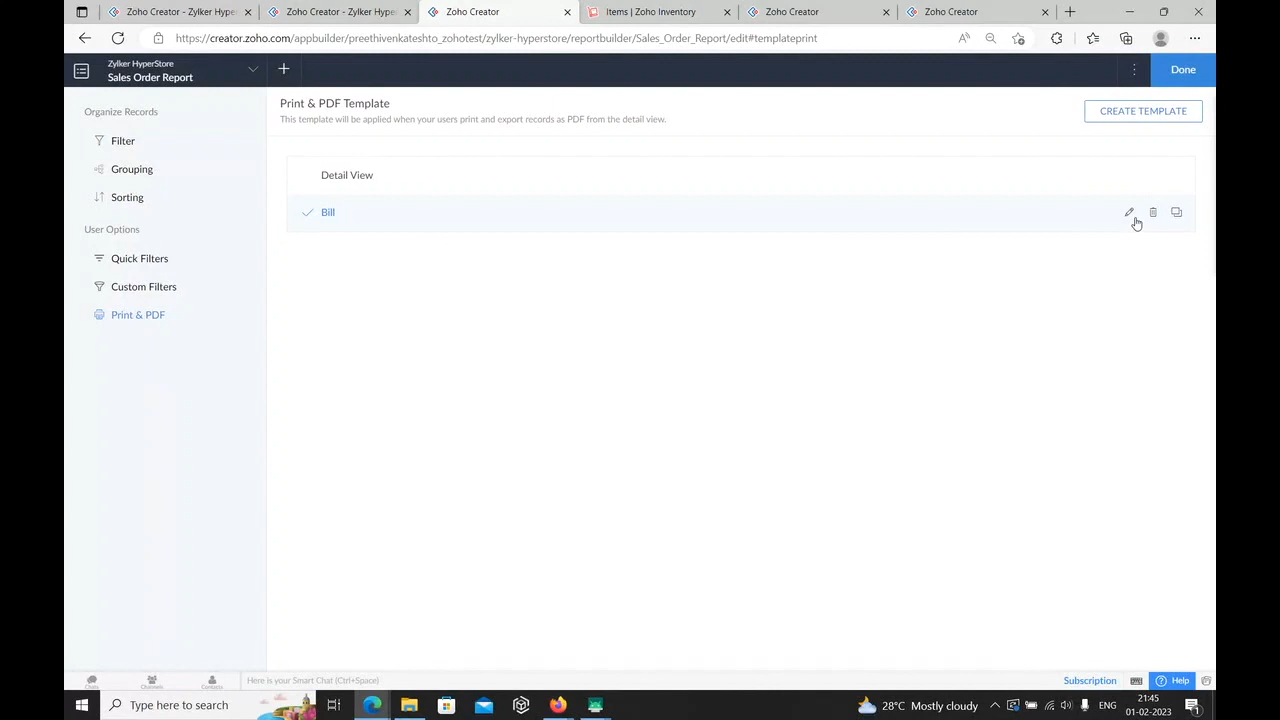 Zoho Creator - Zylker Hype
Zoho Creator - Zylker Hype
Zoho Creator
Items | Zoho Inventory
Zoho Creator
Zoho Creator
https://creator.zoho.com/appbuilder/preethivenkateshto_zohotest/zylker-hyperstore/reportbuilder/Sales_Order_Report/edit#templateprint
Zylker HyperStore
Sales Order Report
Done
Organize Records
Filter
Grouping
Sorting
User Options
Quick Filters
Custom Filters
Print & PDF
Print & PDF Template
This template will be applied when your users print and export records as PDF from the detail view.
CREATE TEMPLATE
Detail View
Bill
Chats
Channels
Contacts
Here is your Smart Chat (Ctrl+Space)
Subscription
Help
Type here to search
28°C Mostly cloudy
ENG
21:45
01-02-2023
1